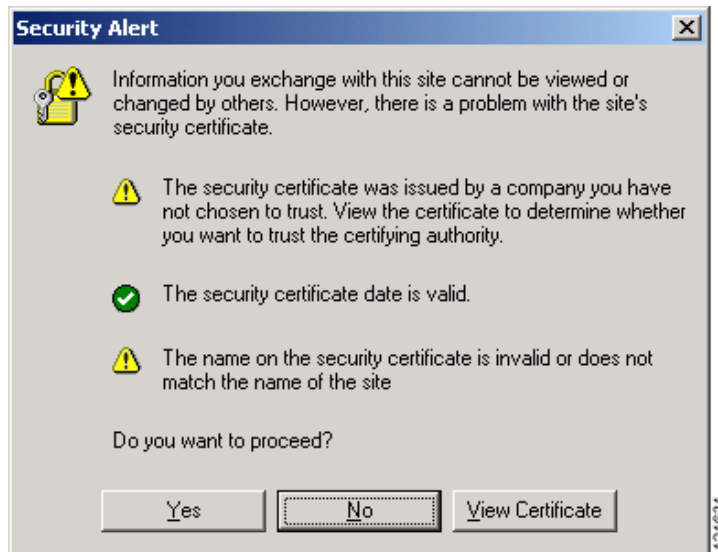 Security Alert
Information you exchange with this site cannot be viewed or
changed by others. However, there is a problem with the site's
security certificate.
The security certificate was issued by a company you have
not chosen to trust. View the certificate to determine whether
you want to trust the certifying authority.
The security certificate date is valid.
The name on the security certificate is invalid or does not
match the name of the site
Do you want to proceed?
Yes
No
View Certificate